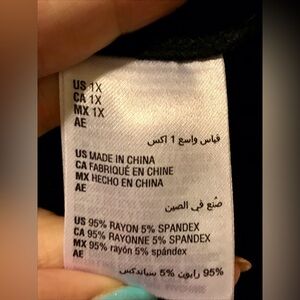 US 1X
CA 1X
MX 1X
AE
قياس واسع 1 اكس
US MADE IN CHINA
CA FABRIQUÉ EN CHINE
MX HECHO EN CHINA
AE
صُنع في الصين
US 95% RAYON 5% SPANDEX
CA 95% RAYONNE 5% SPANDEX
MX 95% rayón 5% spándex
AE
95% رايون 5% سباندكس